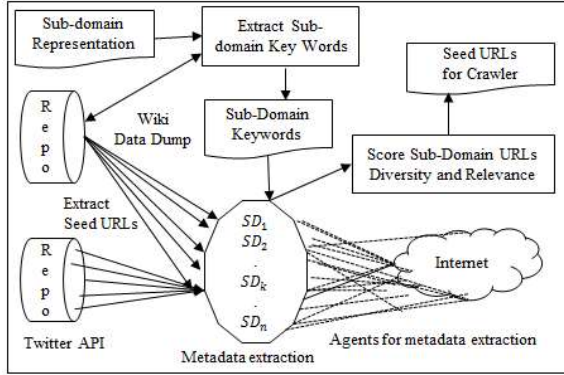 Sub-domain
Representation
Extract Sub-
domain Key Words
Seed URLs
for Crawler
Repo
Wiki
Data Dump
Sub-Domain
Keywords
Score Sub-Domain URLs
Diversity and Relevance
Extract
Seed URLs
Repo
SD1
SD2
.
SDk
.
SDn
Internet
Twitter API
Metadata extraction
Agents for metadata extraction